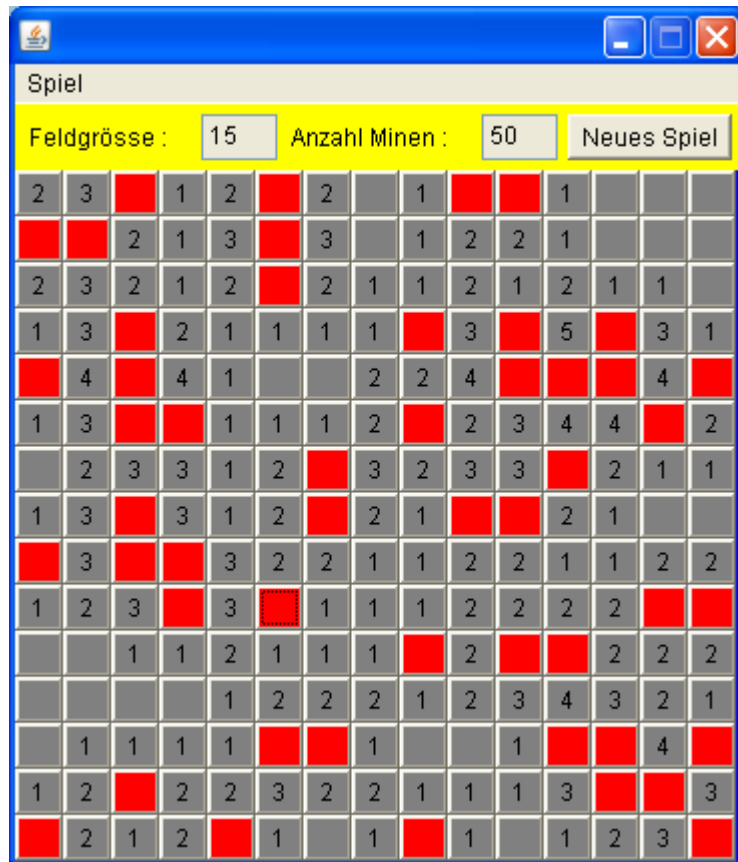 Spiel
Feldgrösse : 15 Anzahl Minen : 50 Neues Spiel
2 3 1 2 2 1 1
2 1 3 3 1 2 2 1
2 3 2 1 2 2 1 1 2 1 2 1 1
1 3 2 1 1 1 1 3 5 3 1
4 4 1 2 2 4 4
1 3 1 1 1 2 2 3 4 4 2
2 3 3 1 2 3 2 3 3 2 1 1
1 3 3 1 2 2 1 2 1
3 3 2 2 1 1 2 2 1 1 2 2
1 2 3 3 1 1 1 2 2 2 2
1 1 2 1 1 1 2 2 2 2
1 2 2 2 1 2 3 4 3 2 1
1 1 1 1 1 1 4
1 2 2 2 3 2 2 1 1 1 3 3
2 1 2 1 1 1 1 2 3